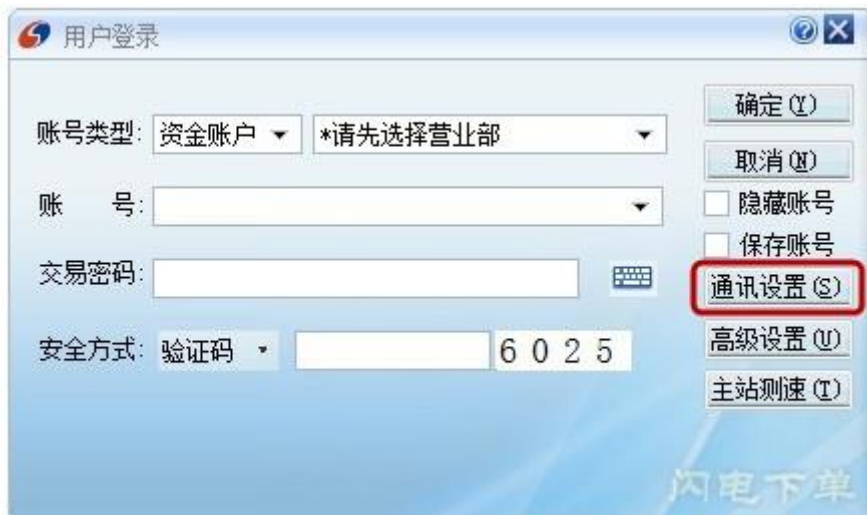 用户登录
账号类型: 资金账户 *请先选择营业部
账 号:
交易密码:
安全方式: 验证码 6025
确定(Y)
取消(N)
隐藏账号
保存账号
通讯设置(S)
高级设置(U)
主站测速(T)
闪电下单